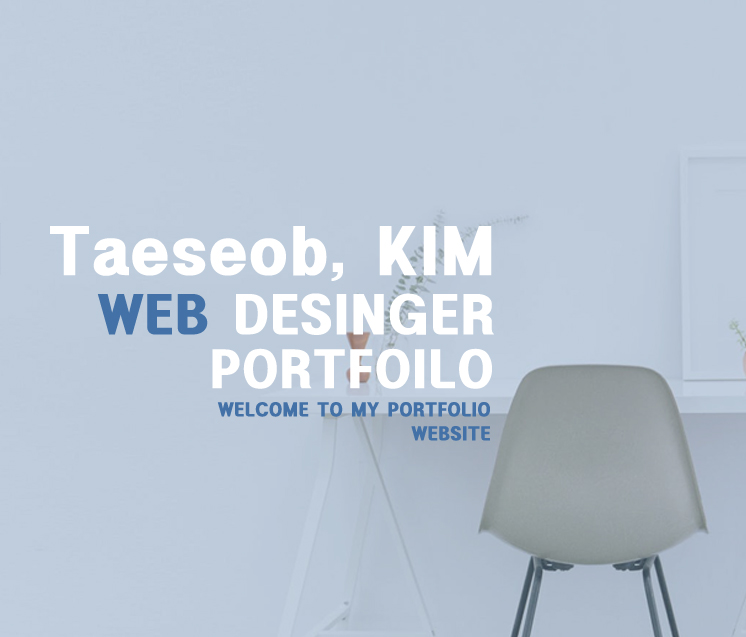 Taeseob, KIM
WEB DESINGER
PORTFOILO
WELCOME TO MY PORTFOLIO
WEBSITE